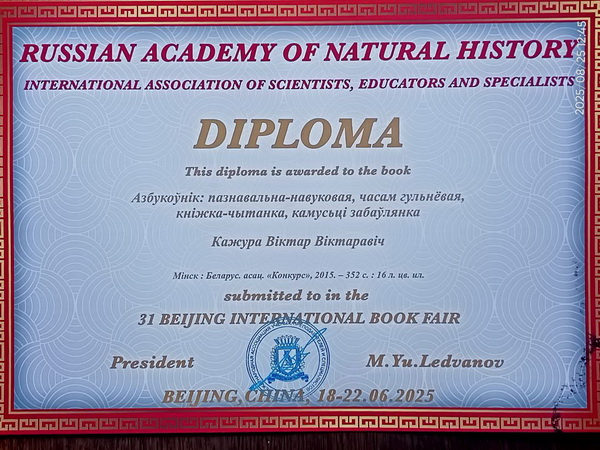 RUSSIAN ACADEMY OF NATURAL HISTORY
INTERNATIONAL ASSOCIATION OF SCIENTISTS, EDUCATORS AND SPECIALISTS
DIPLOMA
This diploma is awarded to the book
Азбукоўнік: пазнавальна-навуковая, часам гульнёвая,
кніжка-чытанка, камусьці забаўлянка
Кажура Віктар Віктаравіч
Мінск : Беларус. асац. «Конкурс», 2015. – 352 с. : 16 л. цв. ил.
submitted to in the
31 BEIJING INTERNATIONAL BOOK FAIR
President
M.Yu.Ledvanov
BEIJING,CHINA, 18-22.06.2025
2025/08/25 12:45